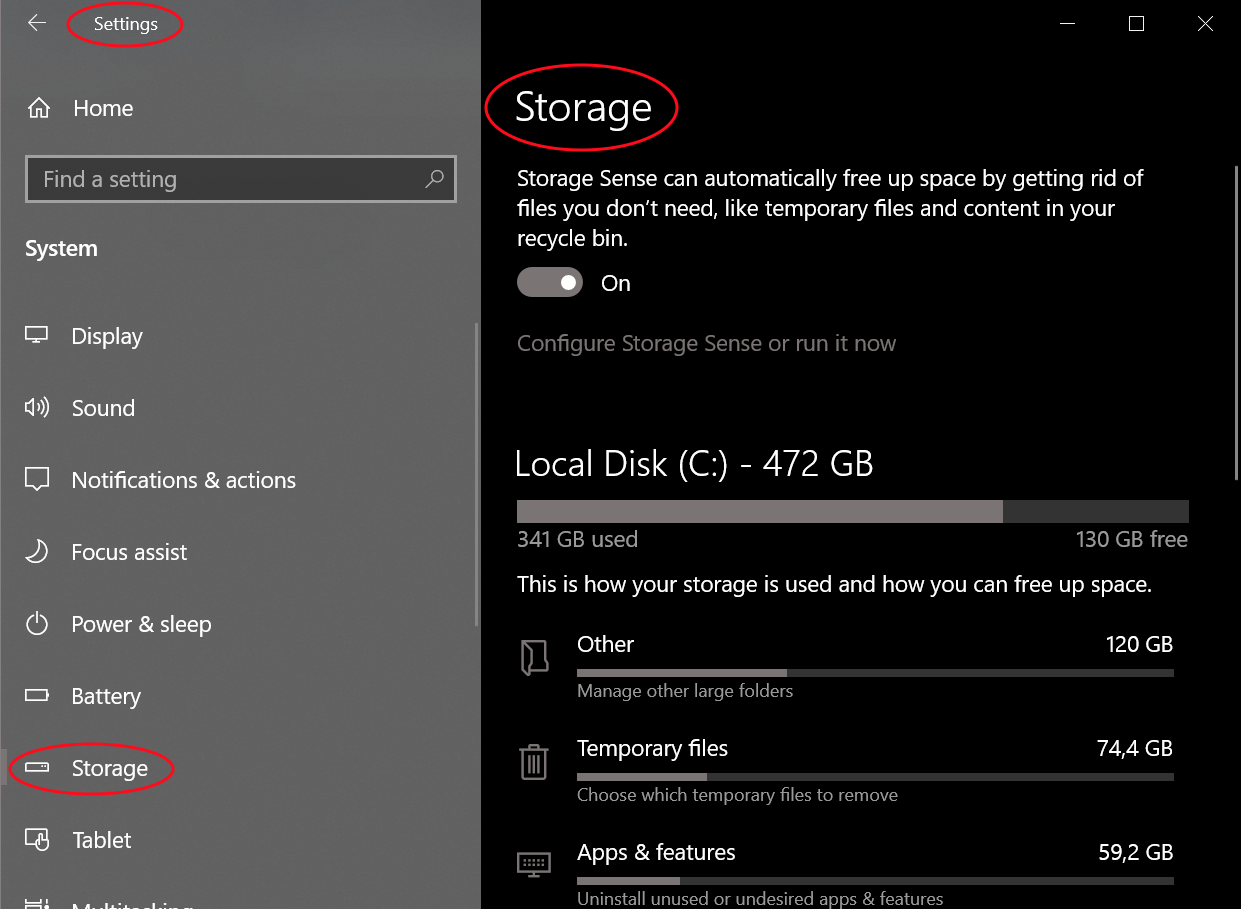 Settings
Home
Find a setting
System
Display
Sound
Notifications & actions
Focus assist
Power & sleep
Battery
Storage
Tablet
Multitasking
Storage
Storage Sense can automatically free up space by getting rid of
files you don’t need, like temporary files and content in your
recycle bin.
On
Configure Storage Sense or run it now
Local Disk (C:) - 472 GB
341 GB used 130 GB free
This is how your storage is used and how you can free up space.
Other 120 GB
Manage other large folders
Temporary files 74,4 GB
Choose which temporary files to remove
Apps & features 59,2 GB
Uninstall unused or undesired apps & features